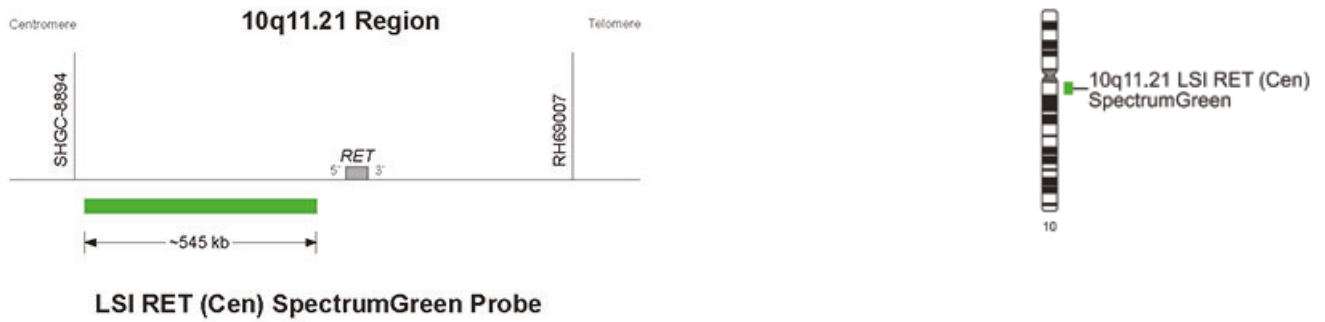 Centromere
10q11.21 Region
Telomere
SHGC-8894
RH69007
RET
5' 3'
~545 kb
LSI RET (Cen) SpectrumGreen Probe
10q11.21 LSI RET (Cen)
SpectrumGreen
10